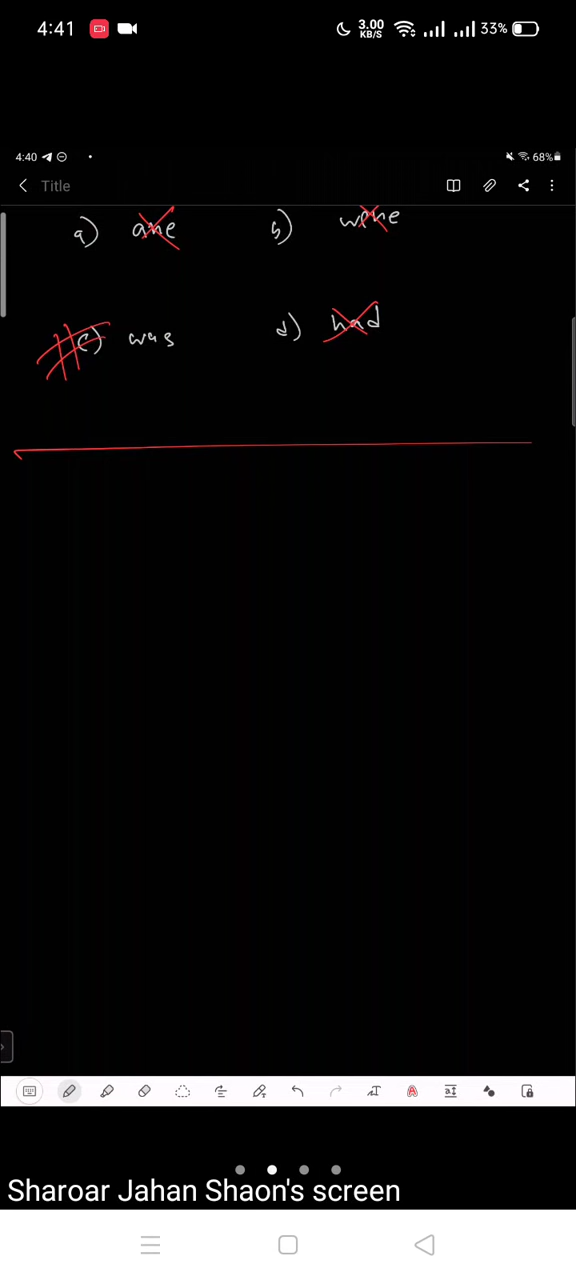 4:41 3.00 KB/S 33%
4:40 68%
Title
a) are b) were
c) was d) had
Sharoar Jahan Shaon's screen